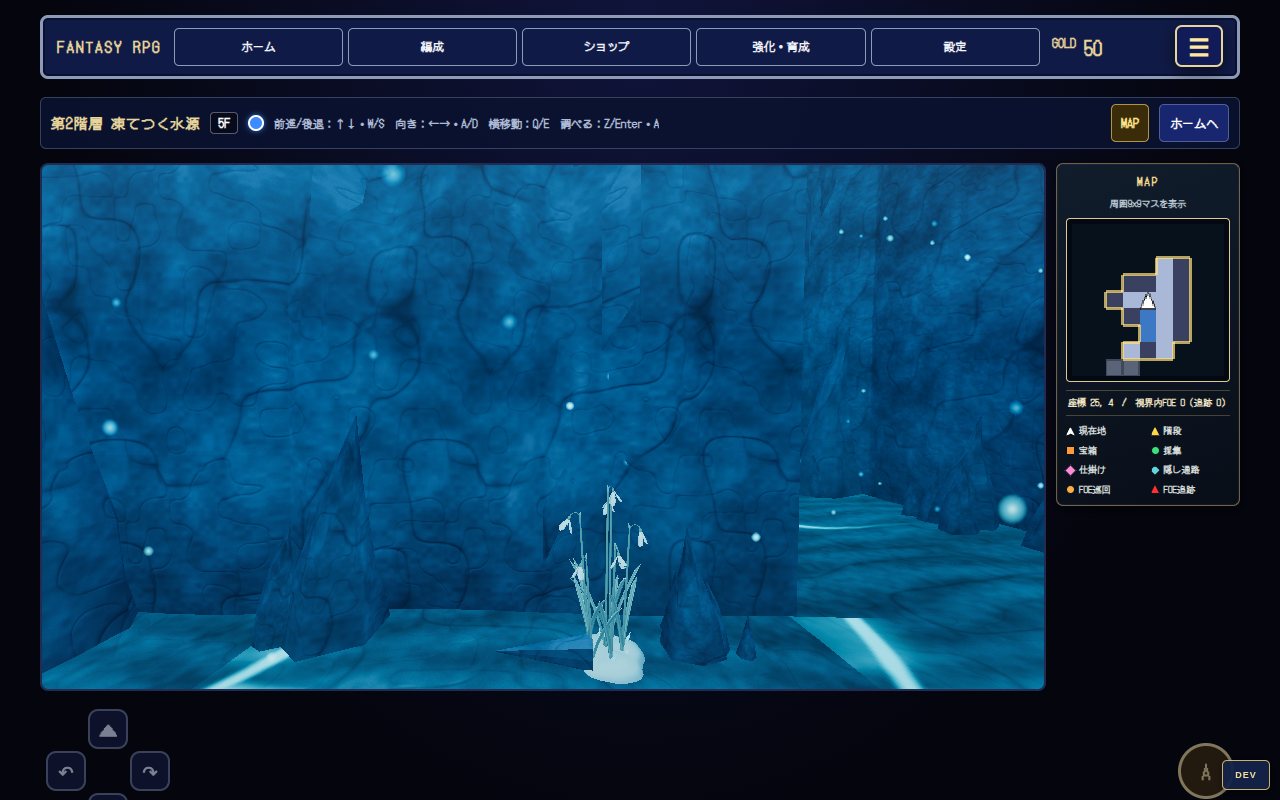 FANTASY RPG
ホーム
編成
ショップ
強化・育成
設定
GOLD 50
第2階層 凍てつく水源
5F
前進/後退：↑↓・W/S 向き：←→・A/D 横移動：Q/E 調べる：Z/Enter・A
MAP
ホームへ
MAP
周囲9x9マスを表示
座標 25, 4 / 視界内FOE 0 (追跡 0)
現在地
階段
宝箱
採集
仕掛け
隠し通路
FOE巡回
FOE追跡
A
DEV